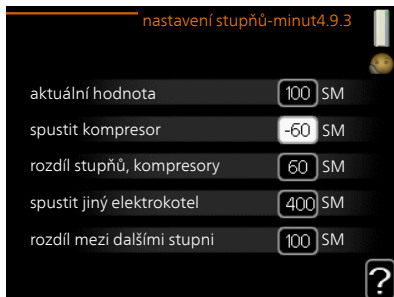 nastavení stupňů-minut4.9.3
aktuální hodnota 100 SM
spustit kompresor -60 SM
rozdíl stupňů, kompresory 60 SM
spustit jiný elektrokotel 400 SM
rozdíl mezi dalšími stupni 100 SM
?